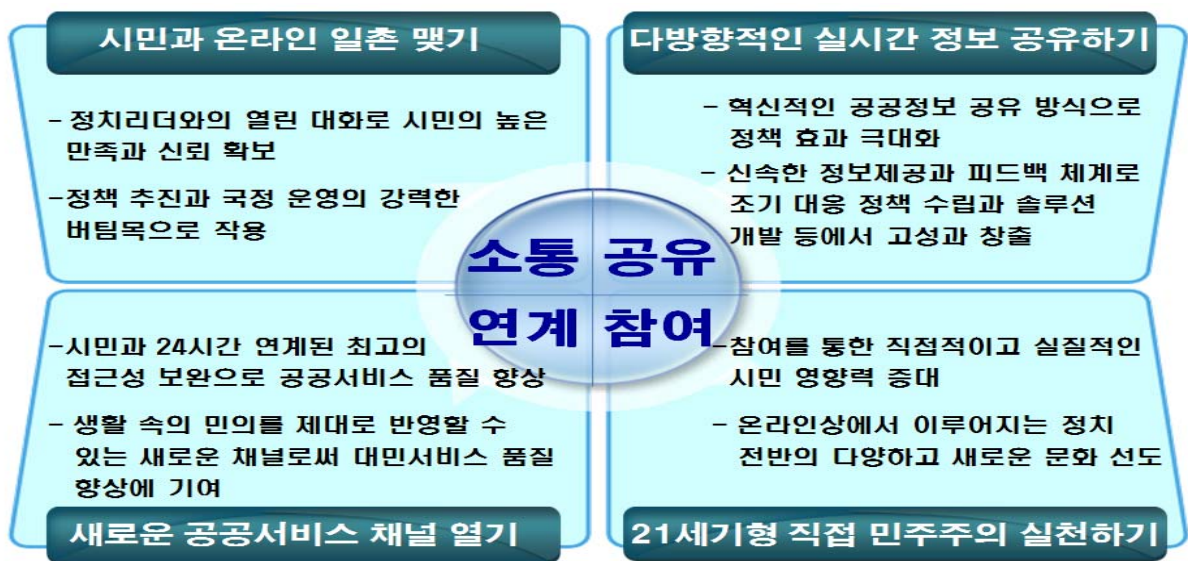 시민과 온라인 일촌 맺기
- 정치리더와의 열린 대화로 시민의 높은
만족과 신뢰 확보
-정책 추진과 국정 운영의 강력한
버팀목으로 작용
다방향적인 실시간 정보 공유하기
- 혁신적인 공공정보 공유 방식으로
정책 효과 극대화
- 신속한 정보제공과 피드백 체계로
조기 대응 정책 수립과 솔루션
개발 등에서 고성과 창출
소통 공유
연계 참여
-시민과 24시간 연계된 최고의
접근성 보완으로 공공서비스 품질 향상
- 생활 속의 민의를 제대로 반영할 수
있는 새로운 채널로써 대민서비스 품질
향상에 기여
새로운 공공서비스 채널 열기
-참여를 통한 직접적이고 실질적인
시민 영향력 증대
- 온라인상에서 이루어지는 정치
전반의 다양하고 새로운 문화 선도
21세기형 직접 민주주의 실천하기